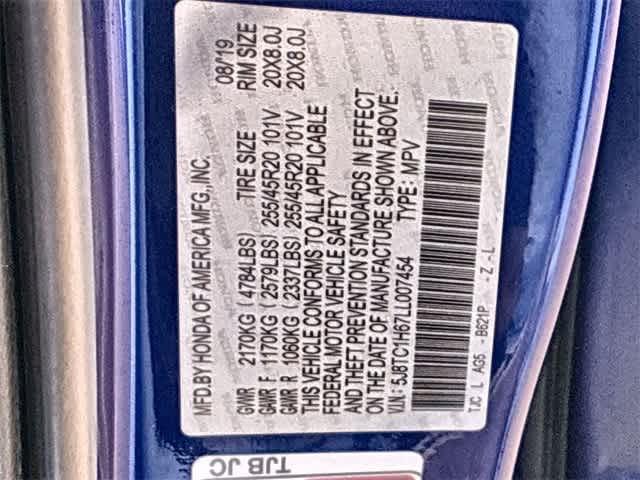 MFD.BY HONDA OF AMERICA MFG.,INC. 08/19
GVWR 2170KG (4784LBS) TIRE SIZE RIM SIZE
GAWR F 1170KG (2579LBS) 255/45R20 101V 20X8.0J
GAWR R 1060KG (2337LBS) 255/45R20 101V 20X8.0J
THIS VEHICLE CONFORMS TO ALL APPLICABLE
FEDERAL MOTOR VEHICLE SAFETY
AND THEFT PREVENTION STANDARDS IN EFFECT
ON THE DATE OF MANUFACTURE SHOWN ABOVE.
V.I.N.: 5J8TC1H67LL007454 TYPE: MPV
TJC L AG5 -B621P -Z -L
TJB JC